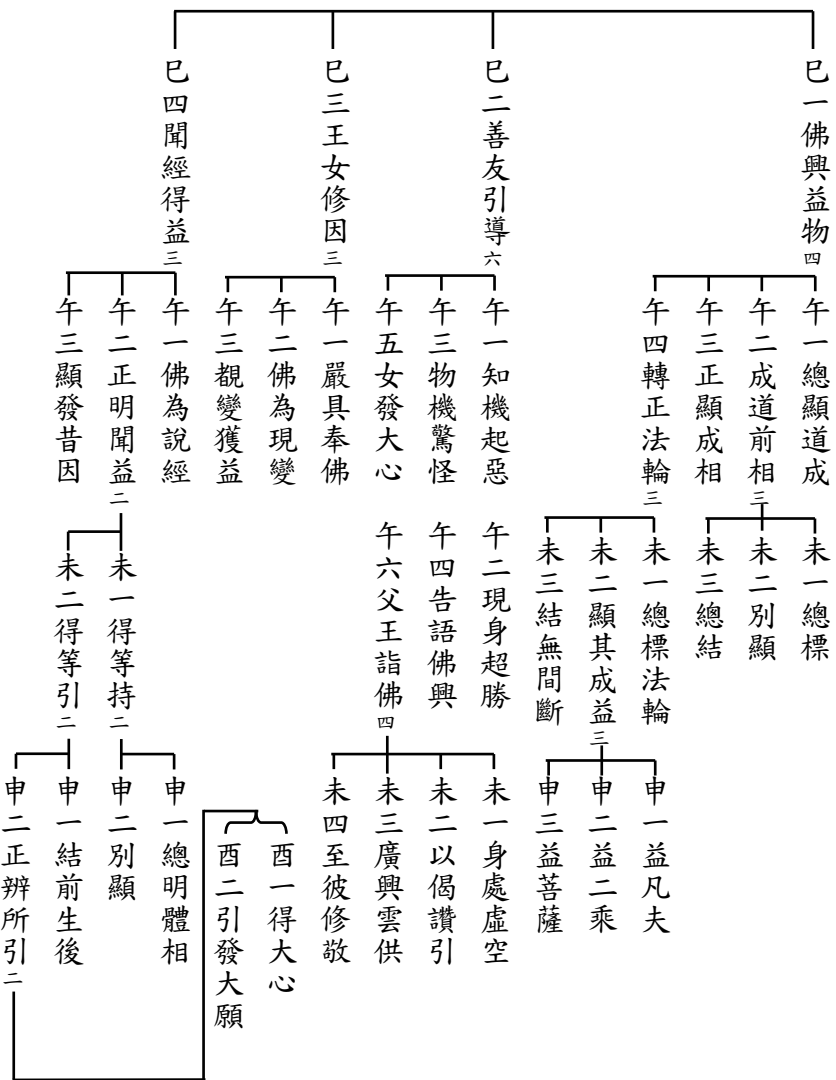 巳一佛興益物四
午一總顯道成
午二成道前相三
未一總標
未二別顯
未三總結
午三正顯成相
午四轉正法輪三
未一總標法輪
未二顯其成益三
申一益凡夫
申二益二乘
申三益菩薩
未三結無間斷
巳二善友引導六
午一知機起惡
午二現身超勝
午三物機驚怪
午四告語佛興
午五女發大心
午六父王詣佛四
未一身處虛空
未二以偈讚引
未三廣興雲供
未四至彼修敬
巳三王女修因三
午一嚴具奉佛
午二佛為現變
午三覩變獲益
巳四聞經得益三
午一佛為說經
午二正明聞益二
未一得等持二
申一總明體相
申二別顯
未二得等引二
申一結前生後
申二正辨所引二
酉一得大心
酉二引發大願
午三顯發昔因